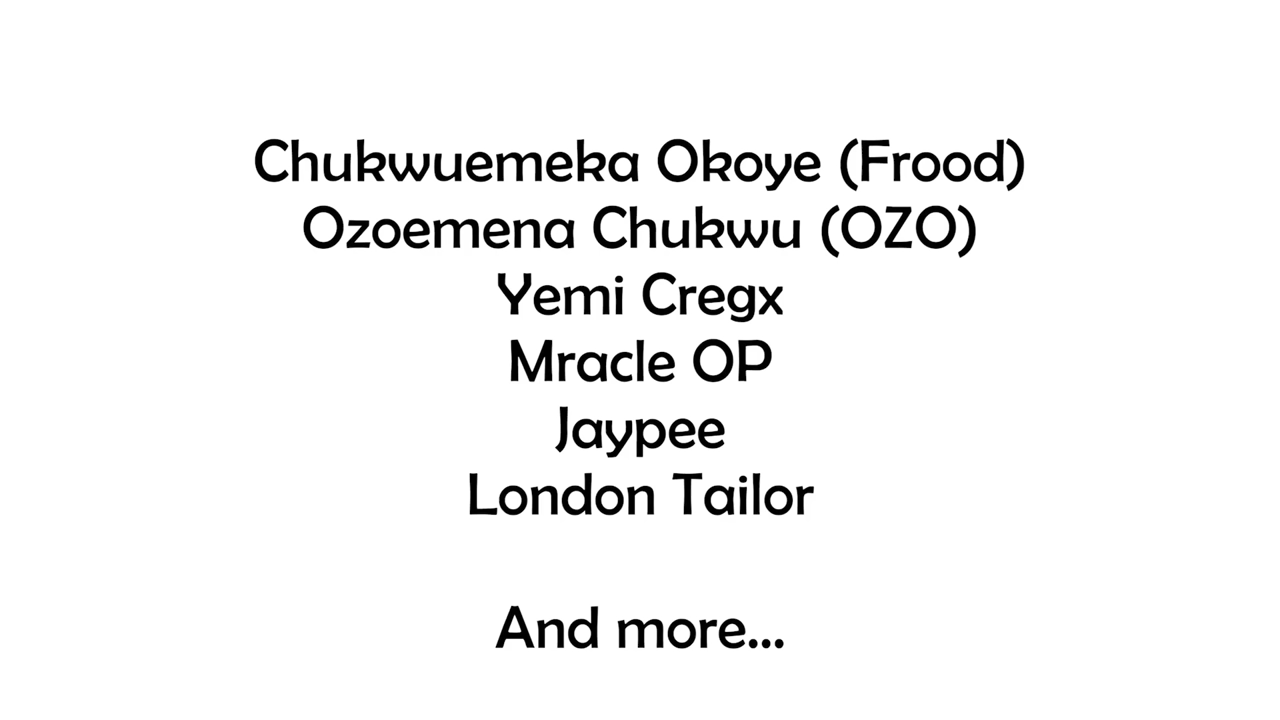 Chukwuemeka Okoye (Frood)
Ozoemena Chukwu (OZO)
Yemi Cregx
Mracle OP
Jaypee
London Tailor
And more...